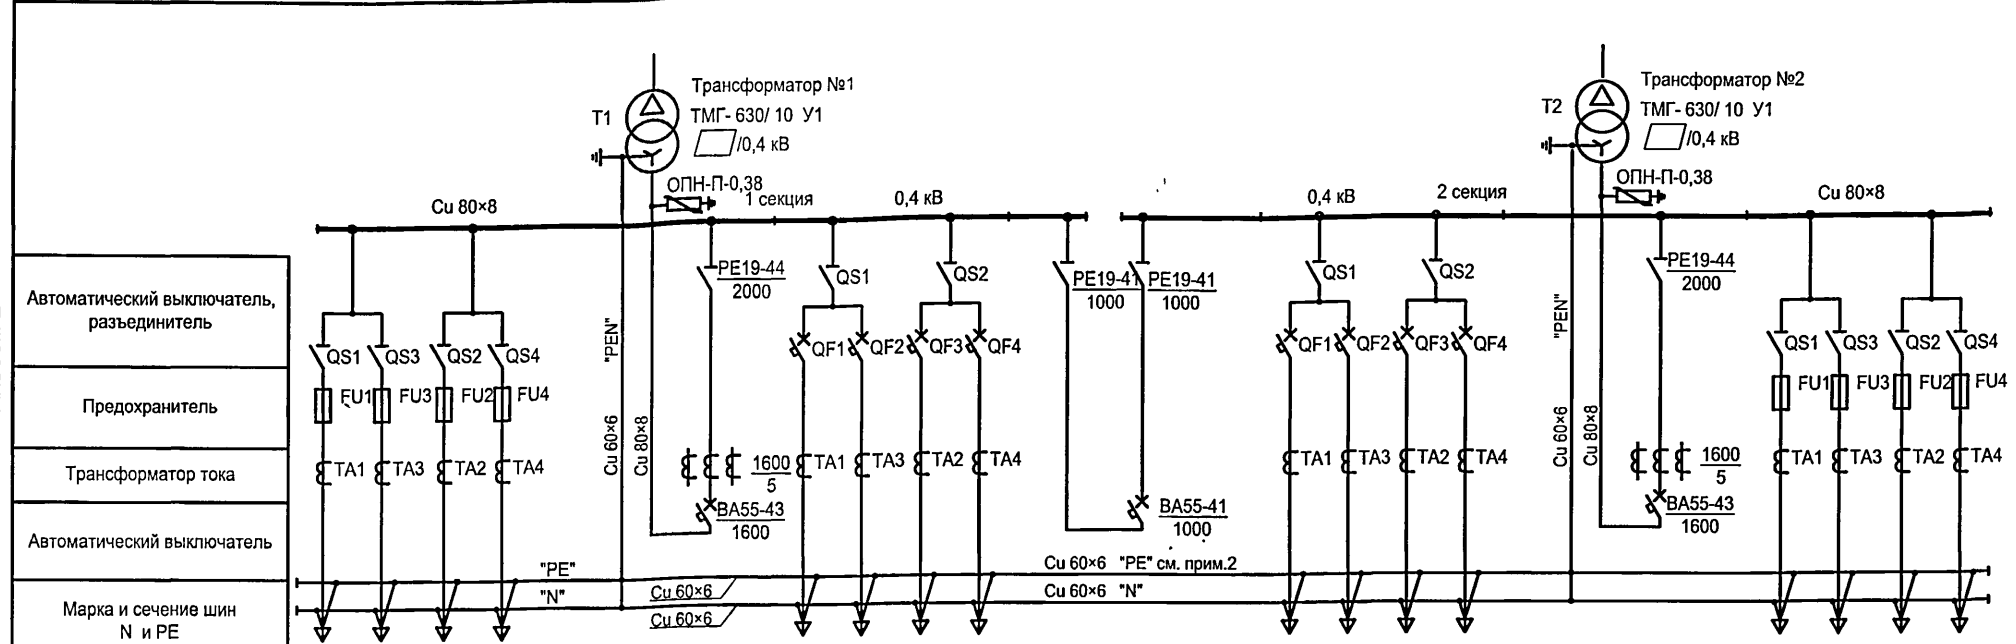 Трансформатор №1
Т1
ТМГ- 630/ 10 У1
/0,4 кВ
ОПН-П-0,38
Трансформатор №2
Т2
ТМГ- 630/ 10 У1
/0,4 кВ
ОПН-П-0,38
Cu 80×8
1 секция
0,4 кВ
0,4 кВ
2 секция
Cu 80×8
Автоматический выключатель,
разъединитель
Предохранитель
Трансформатор тока
Автоматический выключатель
Марка и сечение шин
N и PE
QS1 QS3 QS2 QS4
FU1 FU3 FU2 FU4
TA1 TA3 TA2 TA4
"PEN"
Cu 60×6
Cu 80×8
РЕ19-44
2000
1600
5
ВА55-43
1600
QS1 QS2
QF1 QF2 QF3 QF4
TA1 TA3 TA2 TA4
РЕ19-41
1000
РЕ19-41
1000
ВА55-41
1000
QS1 QS2
QF1 QF2 QF3 QF4
TA1 TA3 TA2 TA4
"PEN"
Cu 60×6
Cu 80×8
РЕ19-44
2000
1600
5
ВА55-43
1600
QS1 QS3 QS2 QS4
FU1 FU3 FU2 FU4
TA1 TA3 TA2 TA4
"PE"
Cu 60×6
Cu 60×6 "PE" см. прим.2
"N"
Cu 60×6
Cu 60×6 "N"